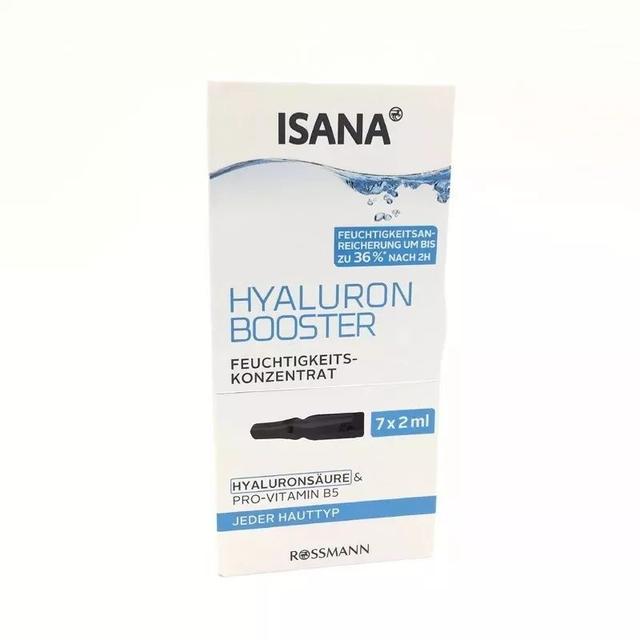 ISANA
FEUCHTIGKEITSAN-
REICHERUNG UM BIS
ZU 36%* NACH 2H
HYALURON
BOOSTER
FEUCHTIGKEITS-
KONZENTRAT
7 x 2 ml
HYALURONSÄURE &
PRO-VITAMIN B5
JEDER HAUTTYP
ROSSMANN